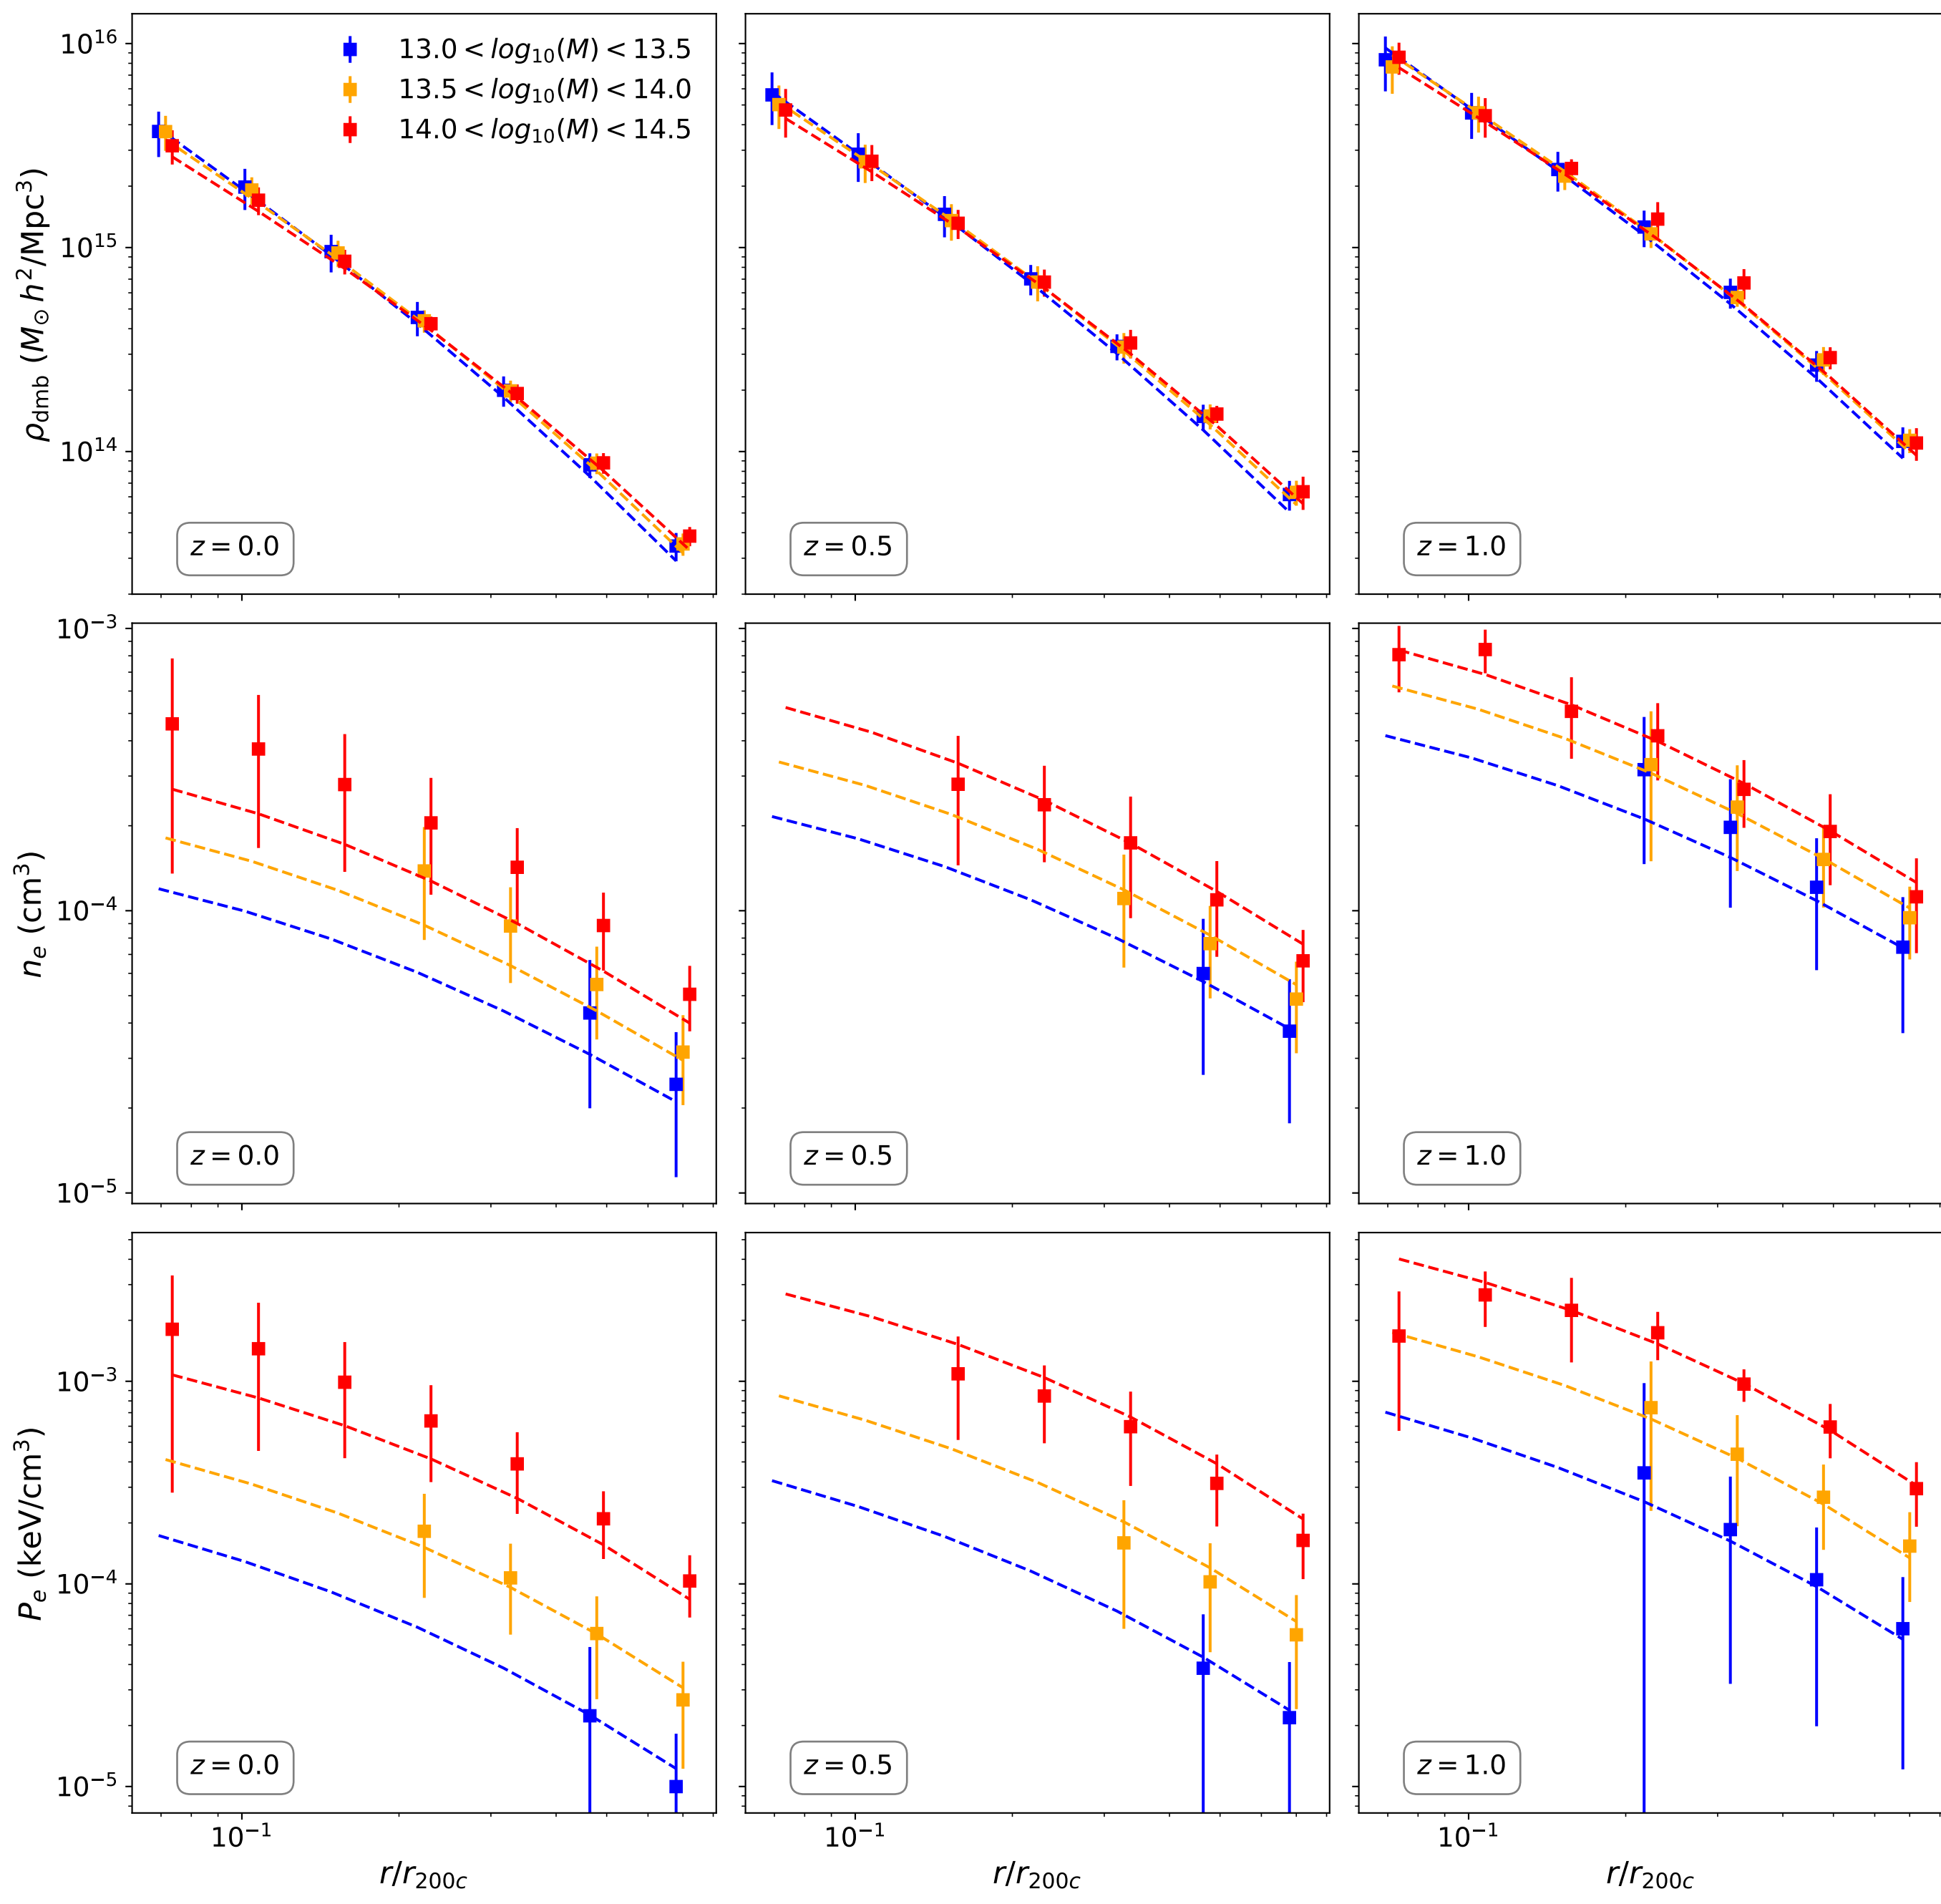 10^16
10^15
10^14
ρ_dmb (M_⊙ h^2/Mpc^3)
13.0 < log_10(M) < 13.5
13.5 < log_10(M) < 14.0
14.0 < log_10(M) < 14.5
z = 0.0
z = 0.5
z = 1.0
10^−3
10^−4
10^−5
n_e (cm^3)
z = 0.0
z = 0.5
z = 1.0
10^−3
10^−4
10^−5
P_e (keV/cm^3)
z = 0.0
z = 0.5
z = 1.0
10^−1
10^−1
10^−1
r/r_200c
r/r_200c
r/r_200c